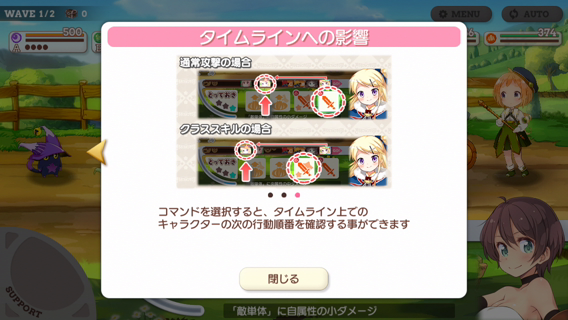 WAVE 1/2
0
MENU
AUTO
500
374
タイムラインへの影響
通常攻撃の場合
とっておき
クラススキルの場合
とっておき
コマンドを選択すると、タイムライン上での
キャラクターの次の行動順番を確認する事ができます
閉じる
SUPPORT
「敵単体」に自属性の小ダメージ